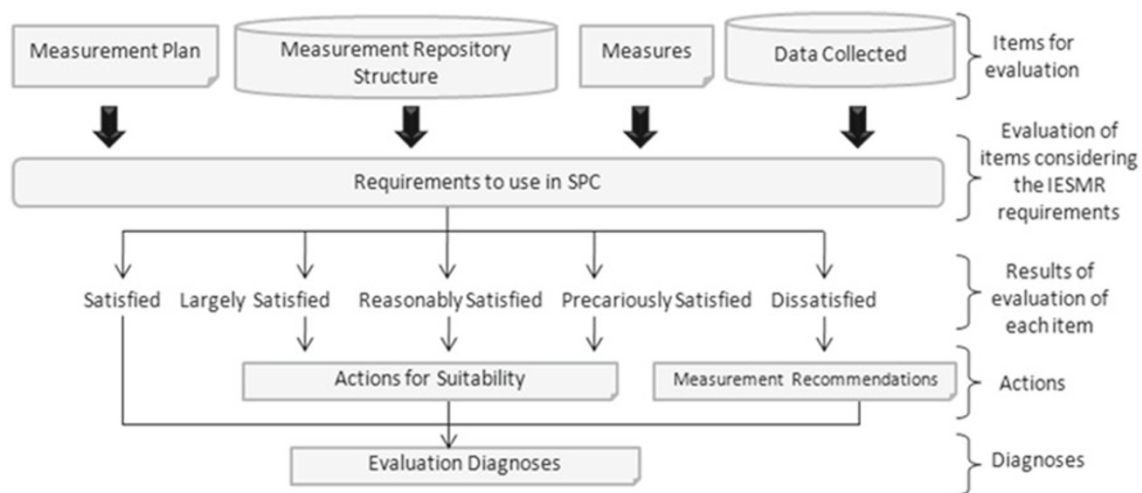 Measurement Plan
Measurement Repository
Structure
Measures
Data Collected
Items for
evaluation
Requirements to use in SPC
Evaluation of
items considering
the IESMR
requirements
Satisfied
Largely Satisfied
Reasonably Satisfied
Precariously Satisfied
Dissatisfied
Results of
evaluation of
each item
Actions for Suitability
Measurement Recommendations
Actions
Evaluation Diagnoses
Diagnoses